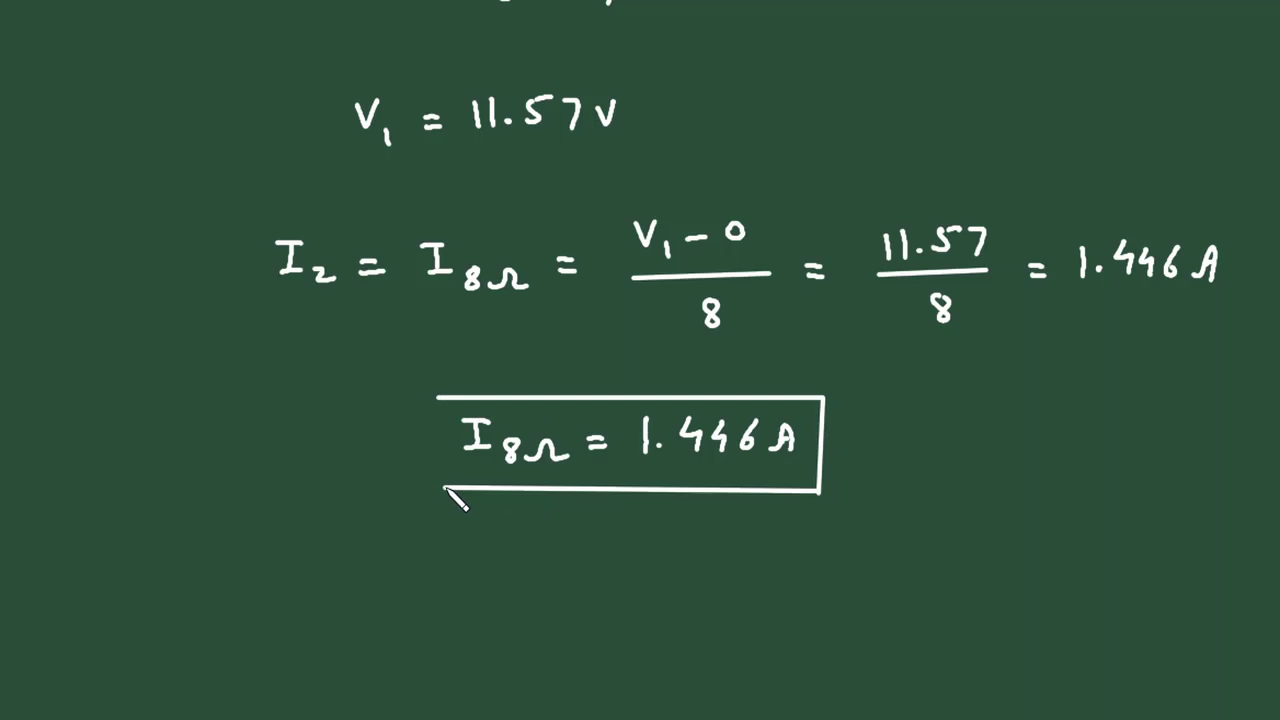 V₁ = 11.57 V
I₂ = I₈Ω = (V₁ - 0)/8 = 11.57/8 = 1.446 A
I₈Ω = 1.446 A